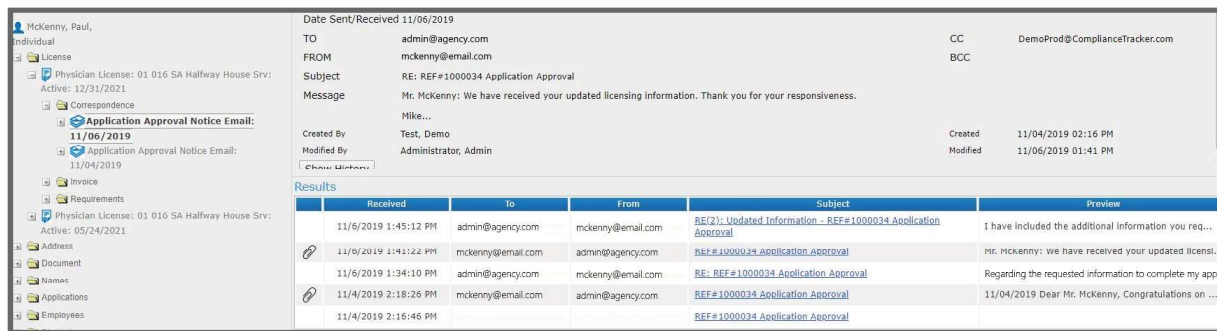 McKenny, Paul,
Individual
License
Physician License: 01 016 SA Halfway House Srv:
Active: 12/31/2021
Correspondence
Application Approval Notice Email:
11/06/2019
Application Approval Notice Email:
11/04/2019
Invoice
Requirements
Physician License: 01 016 SA Halfway House Srv:
Active: 05/24/2021
Address
Document
Names
Applications
Employees
Date Sent/Received 11/06/2019
TO admin@agency.com CC DemoProd@ComplianceTracker.com
FROM mckenny@email.com BCC
Subject RE: REF#1000034 Application Approval
Message Mr. McKenny: We have received your updated licensing information. Thank you for your responsiveness.
Mike...
Created By Test, Demo Created 11/04/2019 02:16 PM
Modified By Administrator, Admin Modified 11/06/2019 01:41 PM
Show History
Results
Received To From Subject Preview
11/6/2019 1:45:12 PM admin@agency.com mckenny@email.com RE(2): Updated Information - REF#1000034 Application Approval I have included the additional information you req...
11/6/2019 1:41:22 PM mckenny@email.com admin@agency.com REF#1000034 Application Approval Mr. McKenny: We have received your updated licensi...
11/6/2019 1:34:10 PM admin@agency.com mckenny@email.com RE: REF#1000034 Application Approval Regarding the requested information to complete my app
11/4/2019 2:18:26 PM mckenny@email.com admin@agency.com REF#1000034 Application Approval 11/04/2019 Dear Mr. McKenny, Congratulations on ...
11/4/2019 2:16:46 PM REF#1000034 Application Approval